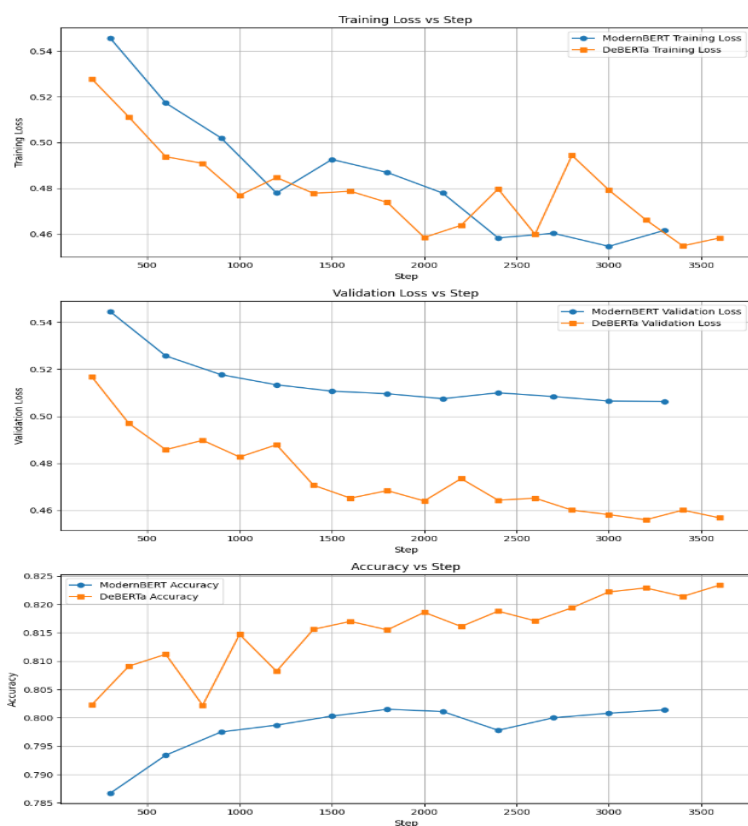 Training Loss vs Step
ModernBERT Training Loss
DeBERTa Training Loss
0.54
0.52
0.50
0.48
0.46
Training Loss
500 1000 1500 2000 2500 3000 3500
Step
Validation Loss vs Step
ModernBERT Validation Loss
DeBERTa Validation Loss
0.54
0.52
0.50
0.48
0.46
Validation Loss
500 1000 1500 2000 2500 3000 3500
Step
Accuracy vs Step
ModernBERT Accuracy
DeBERTa Accuracy
0.825
0.820
0.815
0.810
0.805
0.800
0.795
0.790
0.785
Accuracy
500 1000 1500 2000 2500 3000 3500
Step